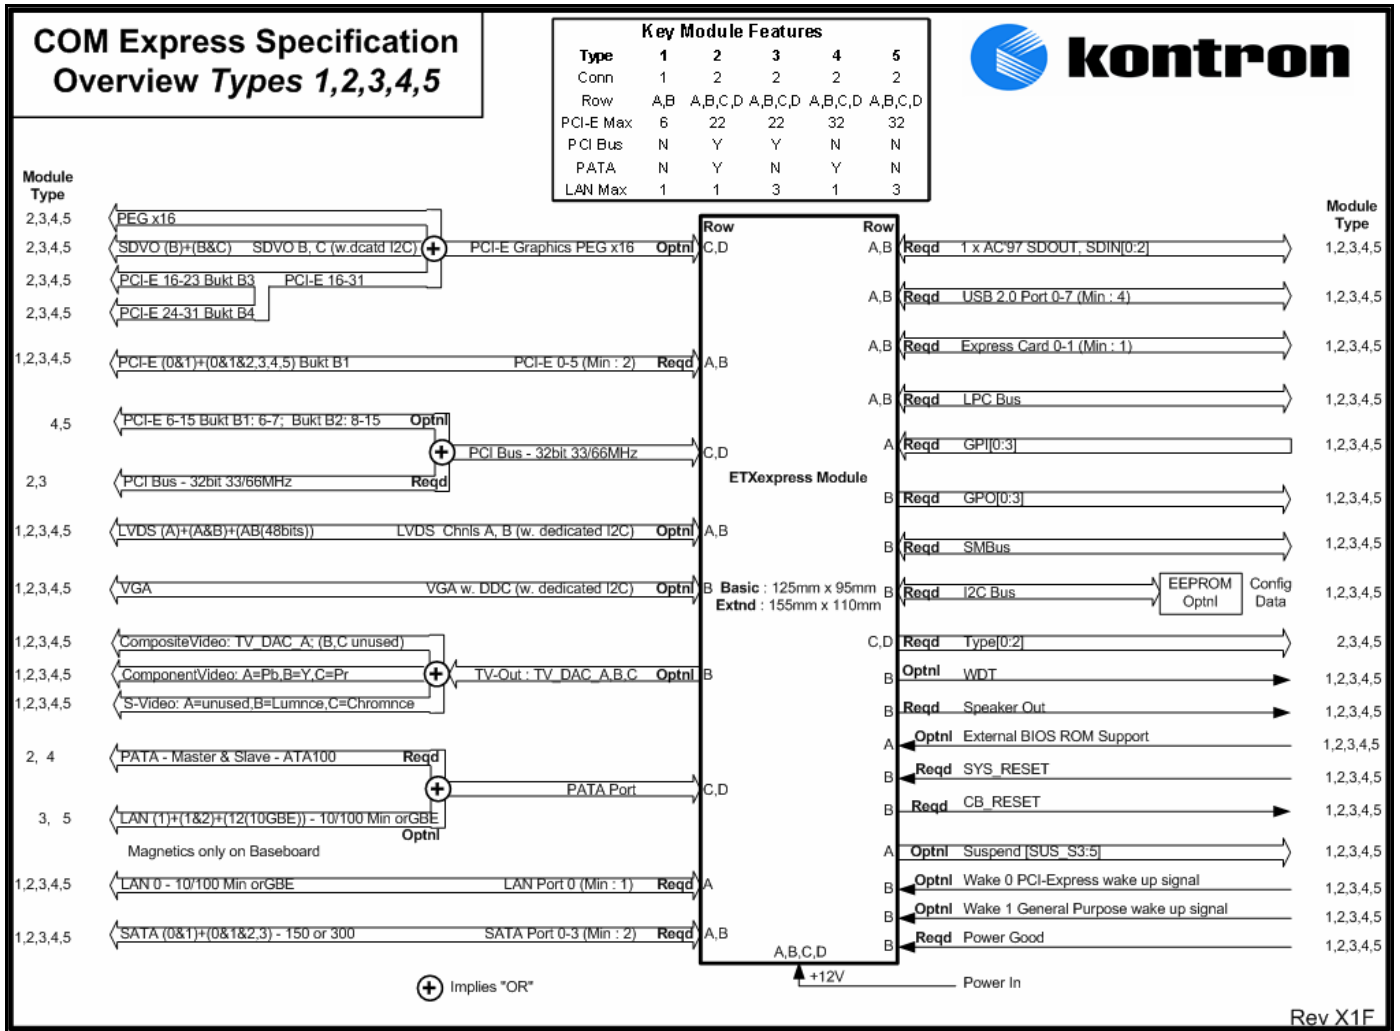 COM Express Specification
Overview Types 1,2,3,4,5
Key Module Features
Type 1 2 3 4 5
Conn 1 2 2 2 2
Row A,B A,B,C,D A,B,C,D A,B,C,D A,B,C,D
PCI-E Max 6 22 22 32 32
PCI Bus N Y Y N N
PATA N Y N Y N
LAN Max 1 1 3 1 3
kontron
Module
Type
2,3,4,5 PEG x16
2,3,4,5 SDVO (B)+(B&C) SDVO B, C (w.dcatd I2C) PCI-E Graphics PEG x16 Optnl C,D
2,3,4,5 PCI-E 16-23 Bukt B3 PCI-E 16-31
2,3,4,5 PCI-E 24-31 Bukt B4
1,2,3,4,5 PCI-E (0&1)+(0&1&2,3,4,5) Bukt B1 PCI-E 0-5 (Min : 2) Reqd A,B
4,5 PCI-E 6-15 Bukt B1: 6-7; Bukt B2: 8-15 Optnl
PCI Bus - 32bit 33/66MHz C,D
2,3 PCI Bus - 32bit 33/66MHz Reqd
1,2,3,4,5 LVDS (A)+(A&B)+(AB(48bits)) LVDS Chnls A, B (w. dedicated I2C) Optnl A,B
1,2,3,4,5 VGA VGA w. DDC (w. dedicated I2C) Optnl B
1,2,3,4,5 CompositeVideo: TV_DAC_A; (B,C unused)
1,2,3,4,5 ComponentVideo: A=Pb,B=Y,C=Pr TV-Out : TV_DAC_A,B,C Optnl B
1,2,3,4,5 S-Video: A=unused,B=Lumnce,C=Chromnce
2, 4 PATA - Master & Slave - ATA100 Reqd
PATA Port C,D
3, 5 LAN (1)+(1&2)+(12(10GBE)) - 10/100 Min orGBE
Optnl
Magnetics only on Baseboard
1,2,3,4,5 LAN 0 - 10/100 Min orGBE LAN Port 0 (Min : 1) Reqd A
1,2,3,4,5 SATA (0&1)+(0&1&2,3) - 150 or 300 SATA Port 0-3 (Min : 2) Reqd A,B
Implies "OR"
Row Row
ETXexpress Module
Basic : 125mm x 95mm
Extnd : 155mm x 110mm
A,B,C,D
+12V
Power In
Module
Type
A,B Reqd 1 x AC'97 SDOUT, SDIN[0:2] 1,2,3,4,5
A,B Reqd USB 2.0 Port 0-7 (Min : 4) 1,2,3,4,5
A,B Reqd Express Card 0-1 (Min : 1) 1,2,3,4,5
A,B Reqd LPC Bus 1,2,3,4,5
A Reqd GPI[0:3] 1,2,3,4,5
B Reqd GPO[0:3] 1,2,3,4,5
B Reqd SMBus 1,2,3,4,5
B Reqd I2C Bus EEPROM Optnl Config Data 1,2,3,4,5
C,D Reqd Type[0:2] 2,3,4,5
B Optnl WDT 1,2,3,4,5
B Reqd Speaker Out 1,2,3,4,5
A Optnl External BIOS ROM Support 1,2,3,4,5
B Reqd SYS_RESET 1,2,3,4,5
B Reqd CB_RESET 1,2,3,4,5
A Optnl Suspend [SUS_S3:5] 1,2,3,4,5
B Optnl Wake 0 PCI-Express wake up signal 1,2,3,4,5
B Optnl Wake 1 General Purpose wake up signal 1,2,3,4,5
B Reqd Power Good 1,2,3,4,5
Rev X1F